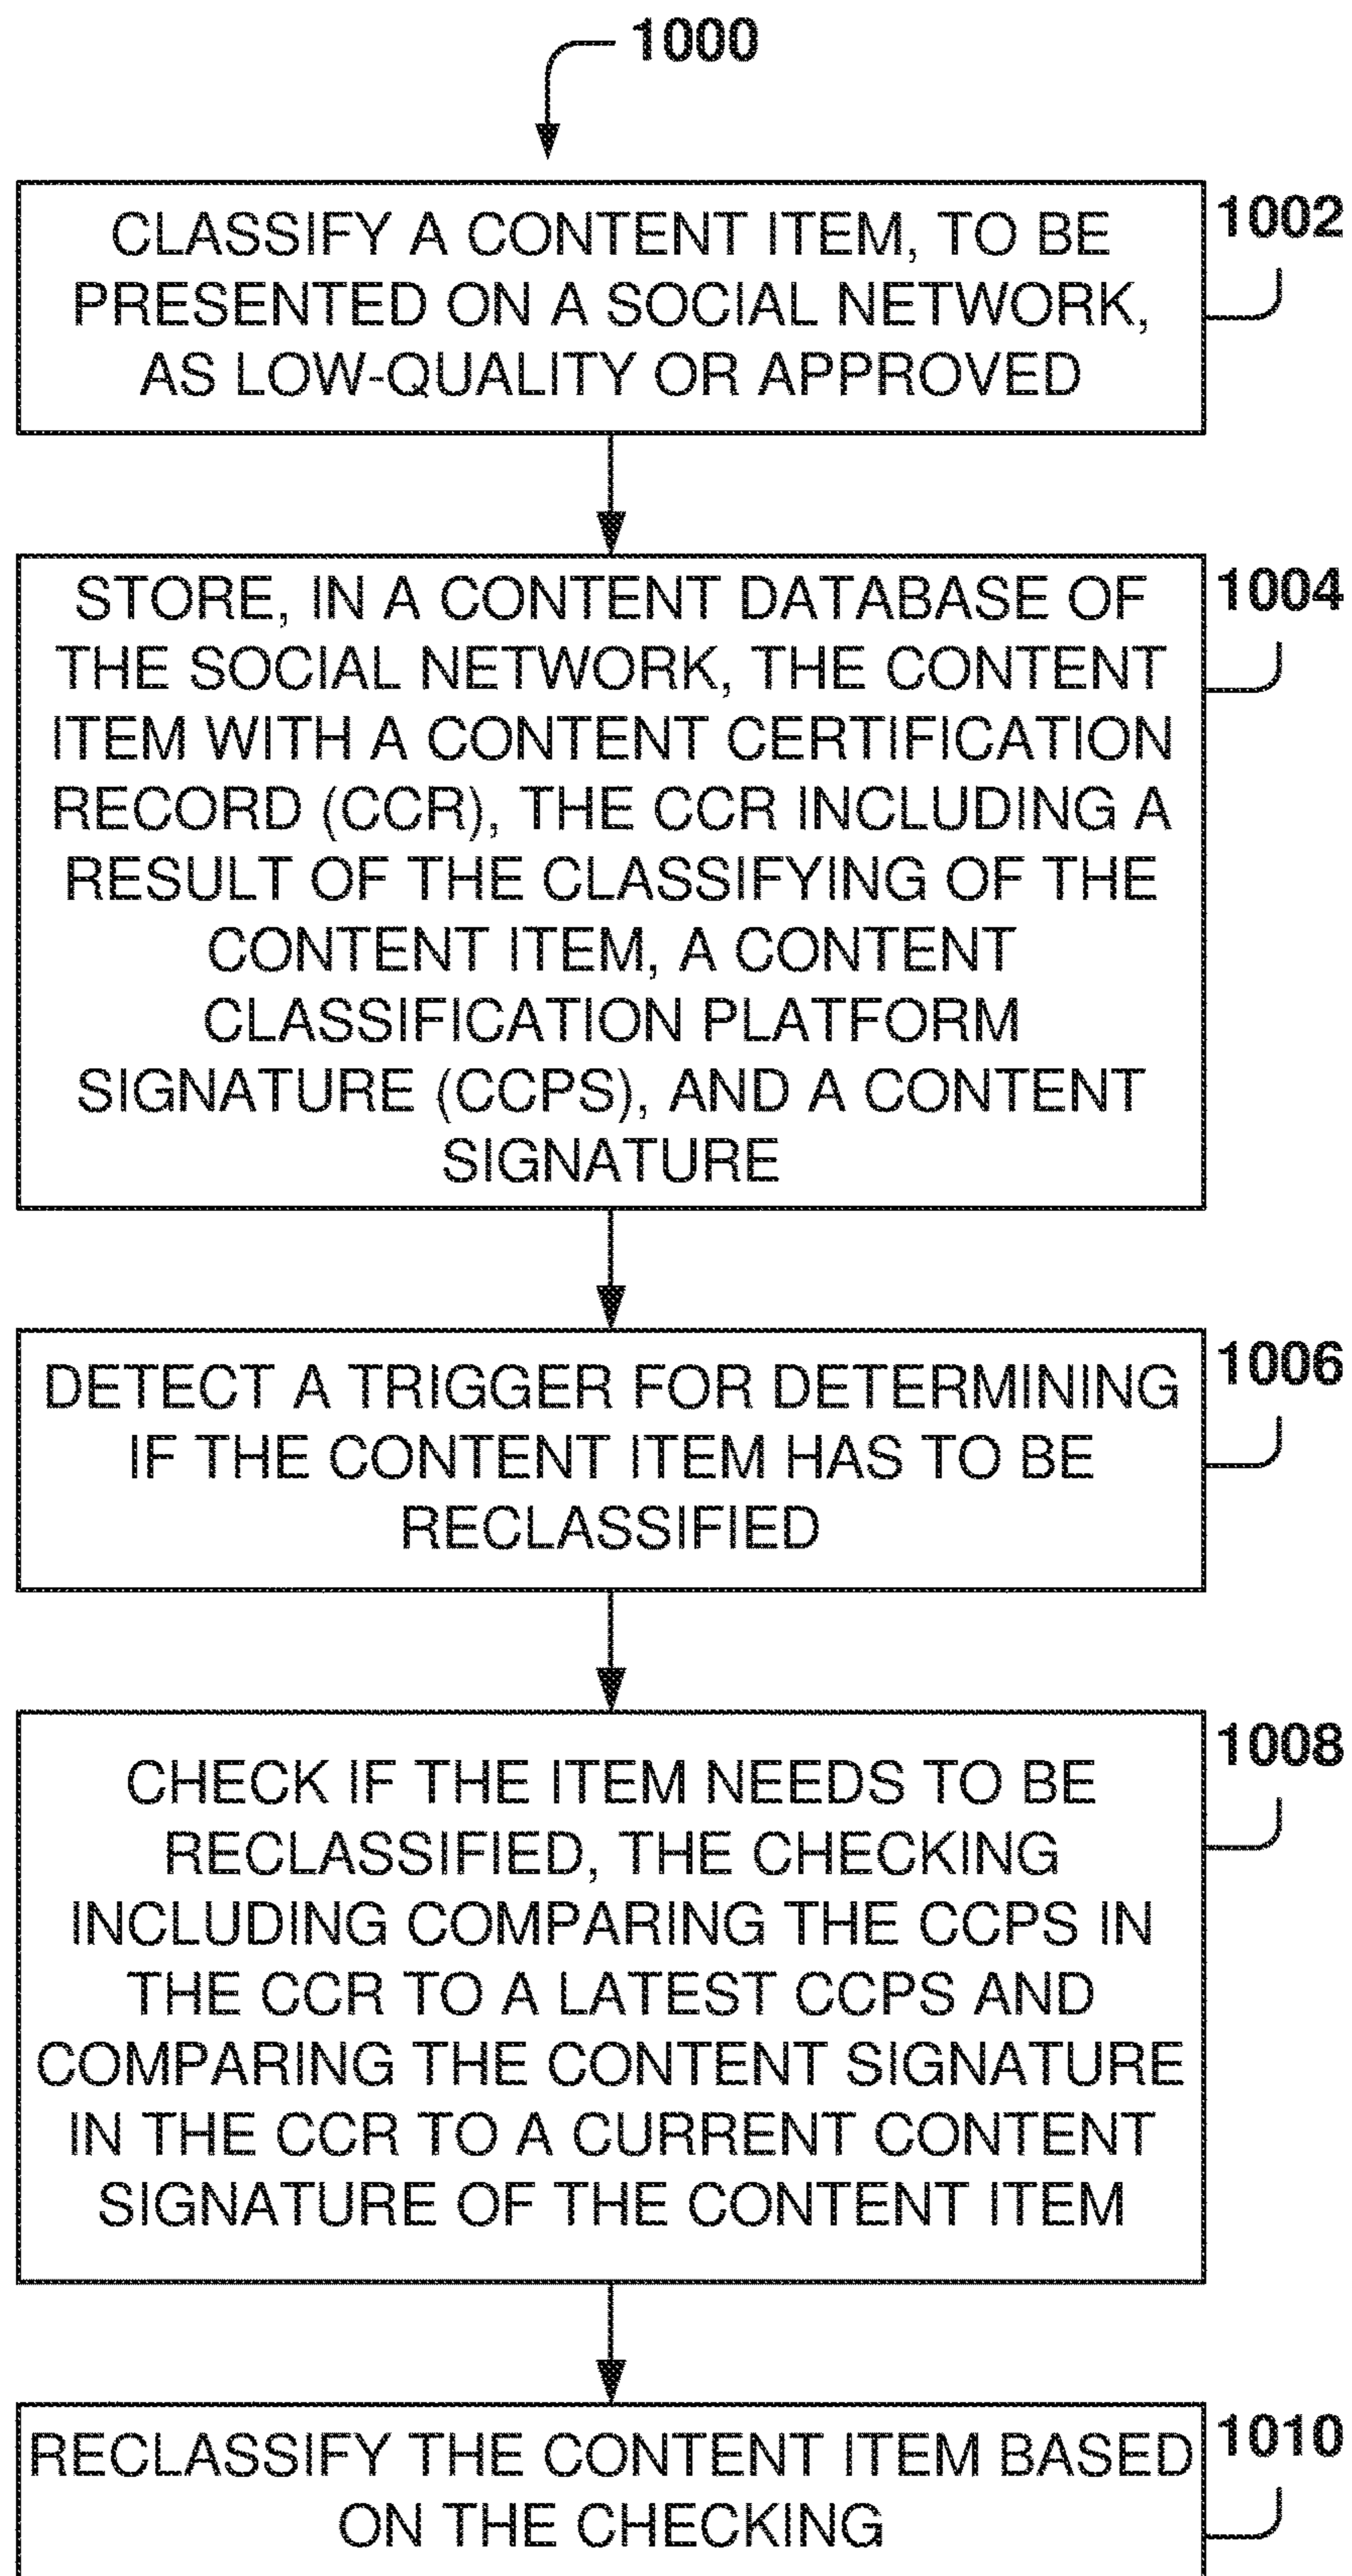 1000
CLASSIFY A CONTENT ITEM, TO BE
PRESENTED ON A SOCIAL NETWORK,
AS LOW-QUALITY OR APPROVED
1002
STORE, IN A CONTENT DATABASE OF
THE SOCIAL NETWORK, THE CONTENT
ITEM WITH A CONTENT CERTIFICATION
RECORD (CCR), THE CCR INCLUDING A
RESULT OF THE CLASSIFYING OF THE
CONTENT ITEM, A CONTENT
CLASSIFICATION PLATFORM
SIGNATURE (CCPS), AND A CONTENT
SIGNATURE
1004
DETECT A TRIGGER FOR DETERMINING
IF THE CONTENT ITEM HAS TO BE
RECLASSIFIED
1006
CHECK IF THE ITEM NEEDS TO BE
RECLASSIFIED, THE CHECKING
INCLUDING COMPARING THE CCPS IN
THE CCR TO A LATEST CCPS AND
COMPARING THE CONTENT SIGNATURE
IN THE CCR TO A CURRENT CONTENT
SIGNATURE OF THE CONTENT ITEM
1008
RECLASSIFY THE CONTENT ITEM BASED
ON THE CHECKING
1010